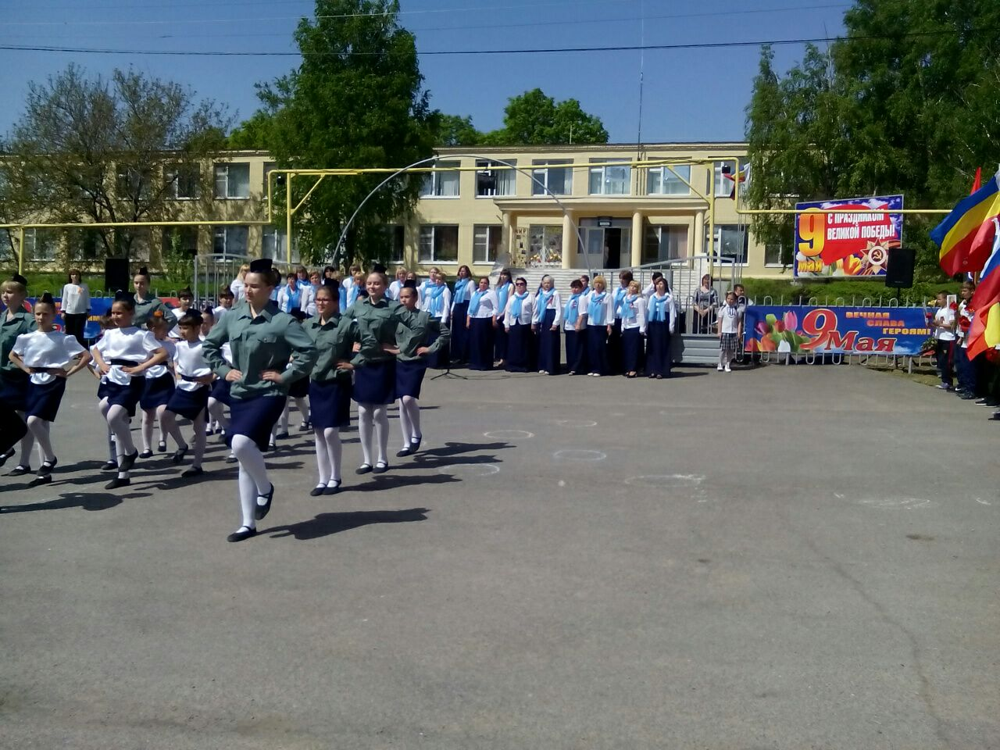 9
МАЯ
С ПРАЗДНИКОМ
ВЕЛИКОЙ ПОБЕДЫ!
9 Мая
ВЕЧНАЯ
СЛАВА
ГЕРОЯМ!